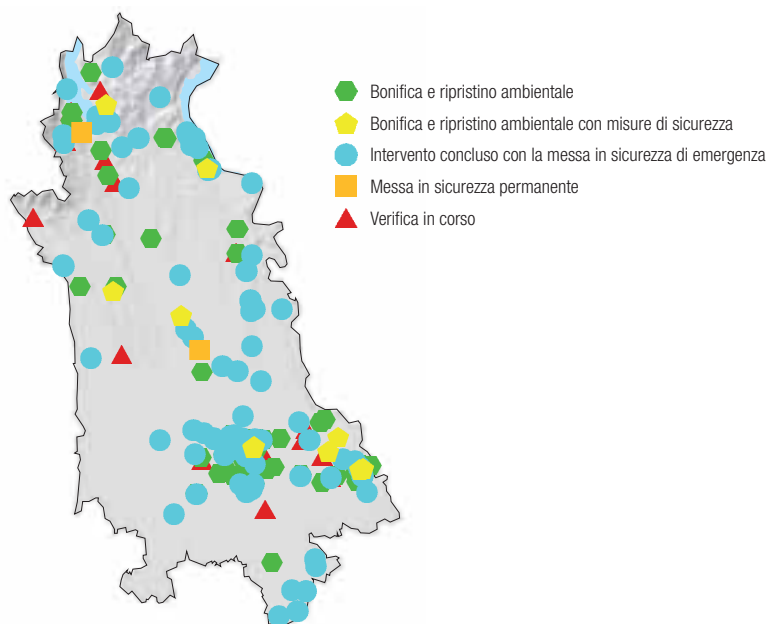 Bonifica e ripristino ambientale
Bonifica e ripristino ambientale con misure di sicurezza
Intervento concluso con la messa in sicurezza di emergenza
Messa in sicurezza permanente
Verifica in corso